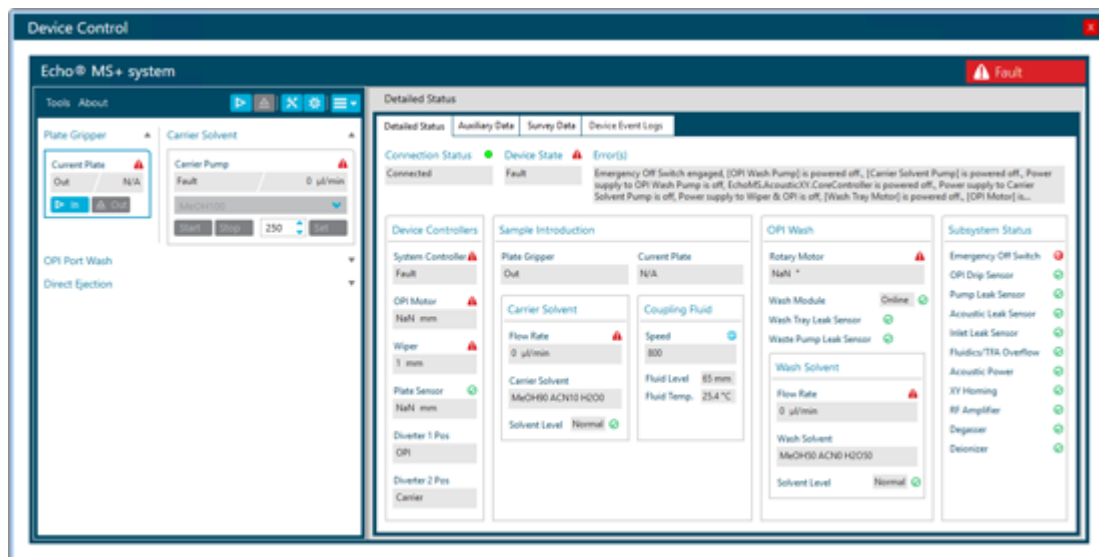 Device Control
x
Echo® MS+ system
Fault
Tools About
Plate Gripper
Current Plate
Out
N/A
In
Out
Carrier Solvent
Carrier Pump
Fault
0 µl/min
MeOH100
Start
Stop
250
Set
OPI Port Wash
Direct Ejection
Detailed Status
Detailed Status
Auxiliary Data
Survey Data
Device Event Logs
Connection Status
Connected
Device State
Fault
Error(s)
Emergency Off Switch engaged, [OPI Wash Pump] is powered off., [Carrier Solvent Pump] is powered off., Power
supply to OPI Wash Pump is off, EchoMS.AcousticXY.CoreController is powered off., Power supply to Carrier
Solvent Pump is off, Power supply to Wiper & OPI is off, [Wash Tray Motor] is powered off., [OPI Motor] is...
Device Controllers
System Controller
Fault
OPI Motor
NaN mm
Wiper
1 mm
Plate Sensor
NaN mm
Diverter 1 Pos
OPI
Diverter 2 Pos
Carrier
Sample Introduction
Plate Gripper
Out
Current Plate
N/A
Carrier Solvent
Flow Rate
0 µl/min
Carrier Solvent
MeOH90 ACN10 H2O0
Solvent Level Normal
Coupling Fluid
Speed
800
Fluid Level 65 mm
Fluid Temp. 25.4 °C
OPI Wash
Rotary Motor
NaN °
Wash Module Online
Wash Tray Leak Sensor
Waste Pump Leak Sensor
Wash Solvent
Flow Rate
0 µl/min
Wash Solvent
MeOH50 ACN0 H2O50
Solvent Level Normal
Subsystem Status
Emergency Off Switch
OPI Drip Sensor
Pump Leak Sensor
Acoustic Leak Sensor
Inlet Leak Sensor
Fluidics/TFA Overflow
Acoustic Power
XY Homing
RF Amplifier
Degasser
Deionizer